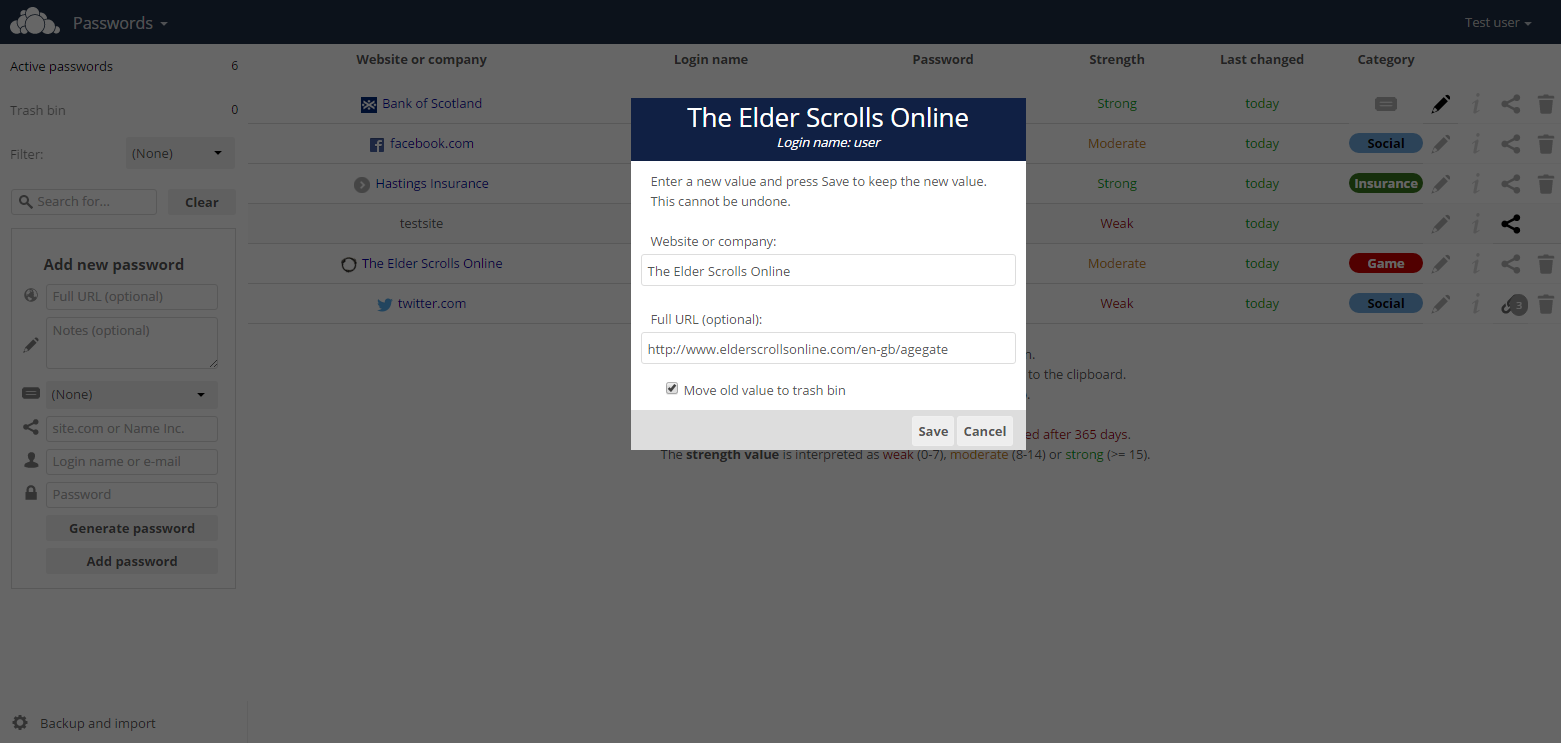 Passwords
Test user
Active passwords 6
Trash bin 0
Filter: (None)
Search for... Clear
Add new password
Full URL (optional)
Notes (optional)
(None)
site.com or Name Inc.
Login name or e-mail
Password
Generate password
Add password
Backup and import
Website or company Login name Password Strength Last changed Category
Bank of Scotland Strong today
facebook.com Moderate today Social
Hastings Insurance Strong today Insurance
testsite Weak today
The Elder Scrolls Online Moderate today Game
twitter.com Weak today Social 3
The Elder Scrolls Online
Login name: user
Enter a new value and press Save to keep the new value.
This cannot be undone.
Website or company:
The Elder Scrolls Online
Full URL (optional):
http://www.elderscrollsonline.com/en-gb/agegate
Move old value to trash bin
Save Cancel
to the clipboard.
after 365 days.
The strength value is interpreted as weak (0-7), moderate (8-14) or strong (>= 15).